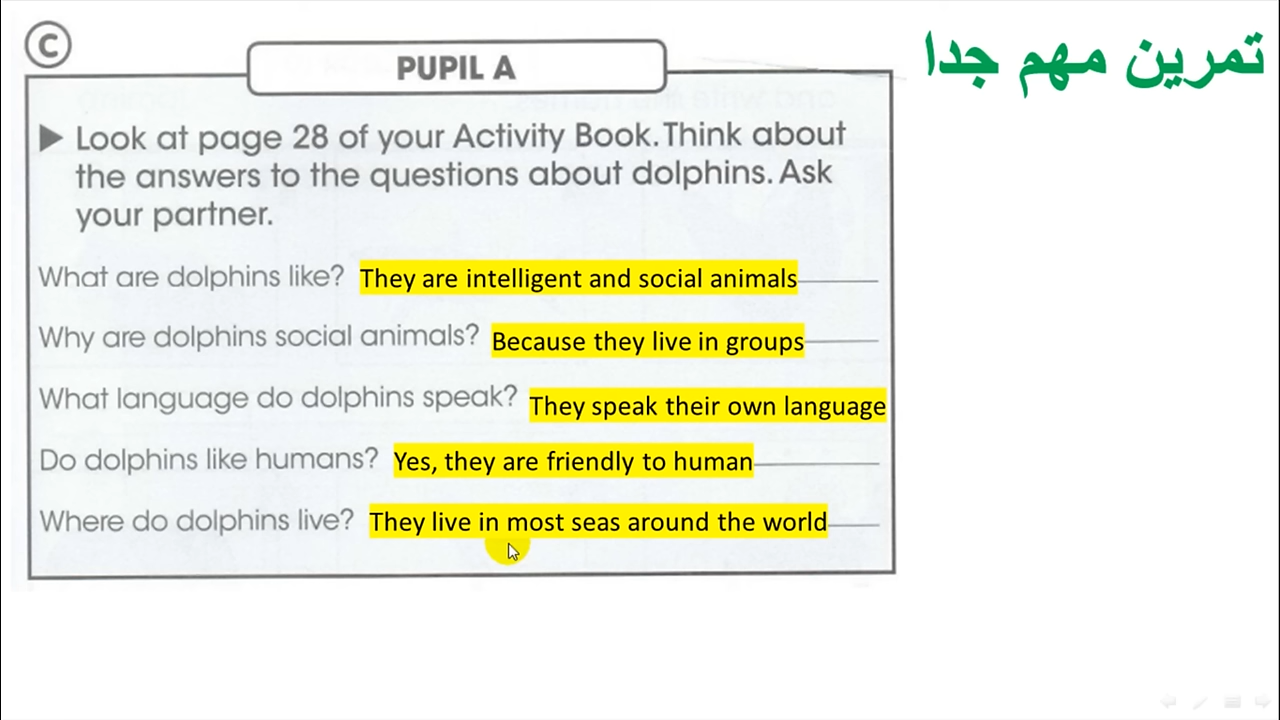 C
PUPIL A
تمرين مهم جدا
Look at page 28 of your Activity Book. Think about
the answers to the questions about dolphins. Ask
your partner.
What are dolphins like? They are intelligent and social animals
Why are dolphins social animals? Because they live in groups
What language do dolphins speak? They speak their own language
Do dolphins like humans? Yes, they are friendly to human
Where do dolphins live? They live in most seas around the world